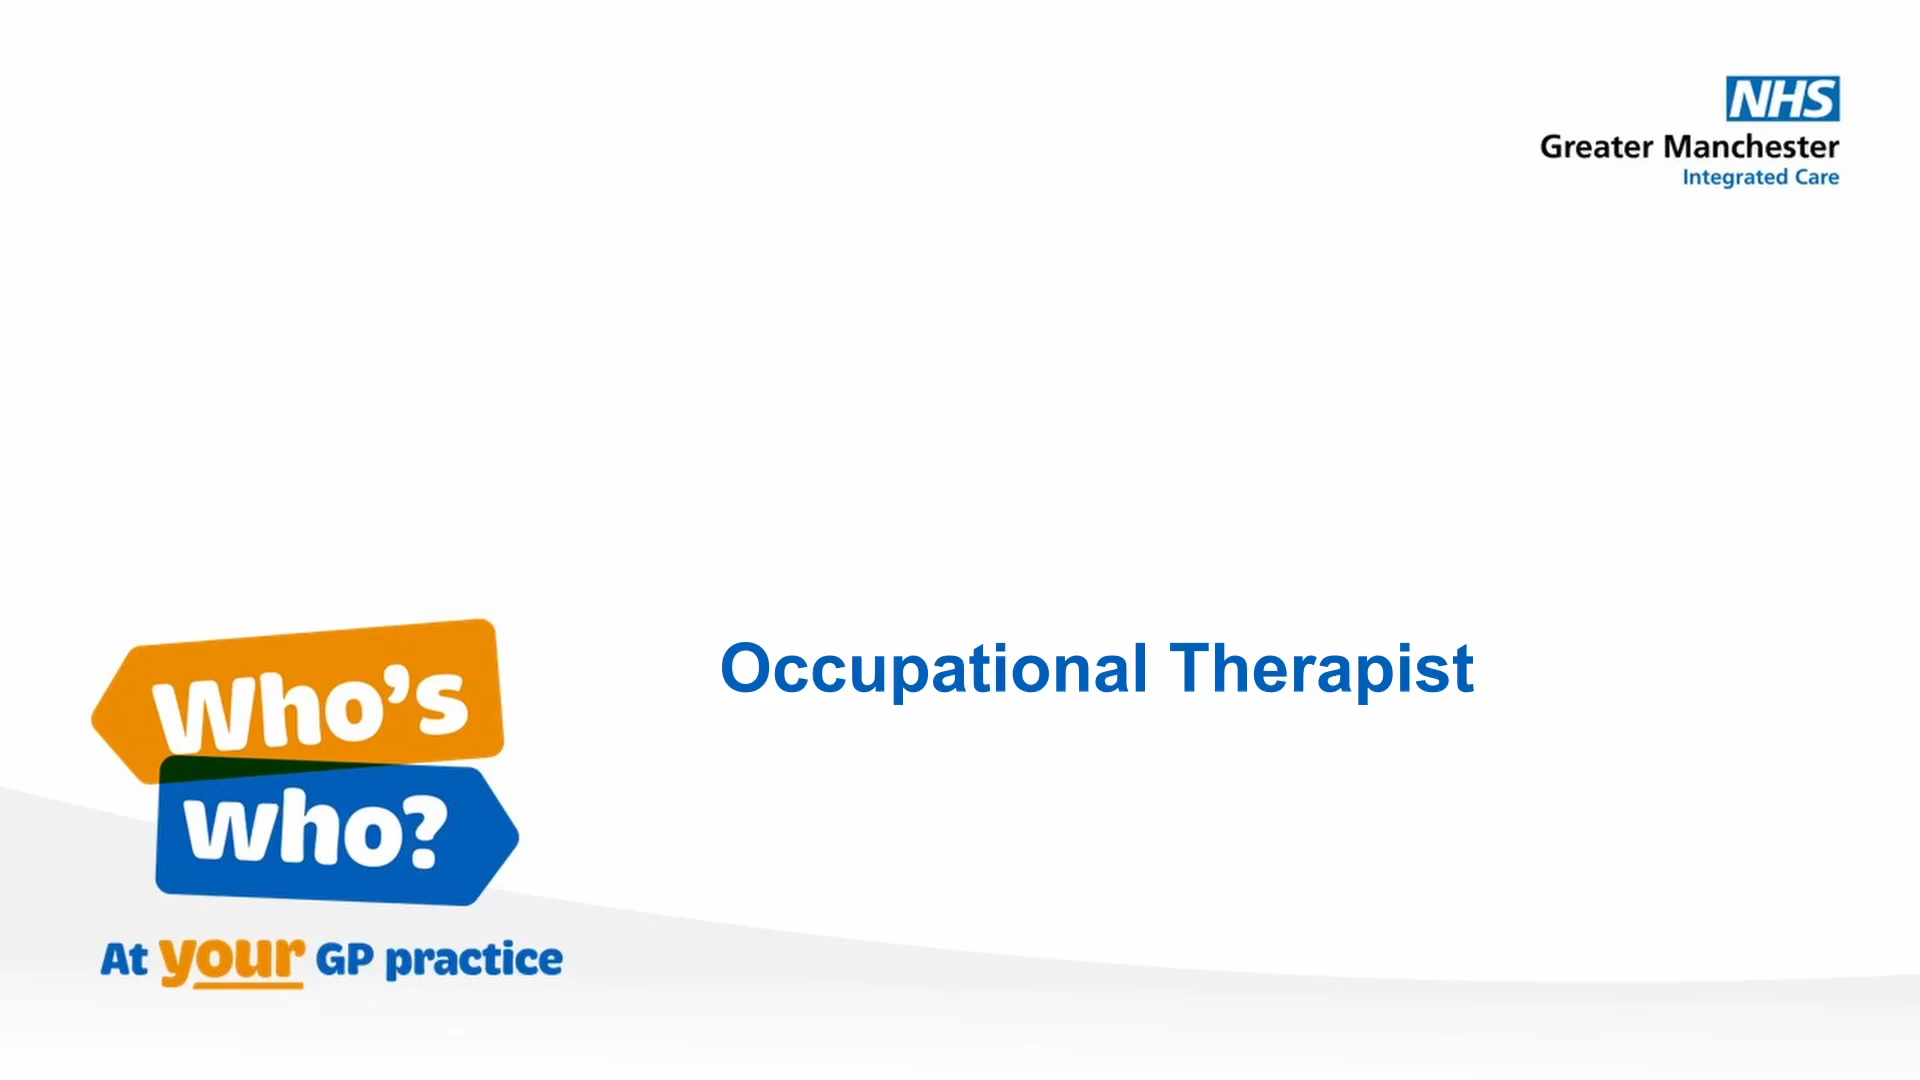 NHS
Greater Manchester
Integrated Care
Occupational Therapist
Who's
who?
At your GP practice